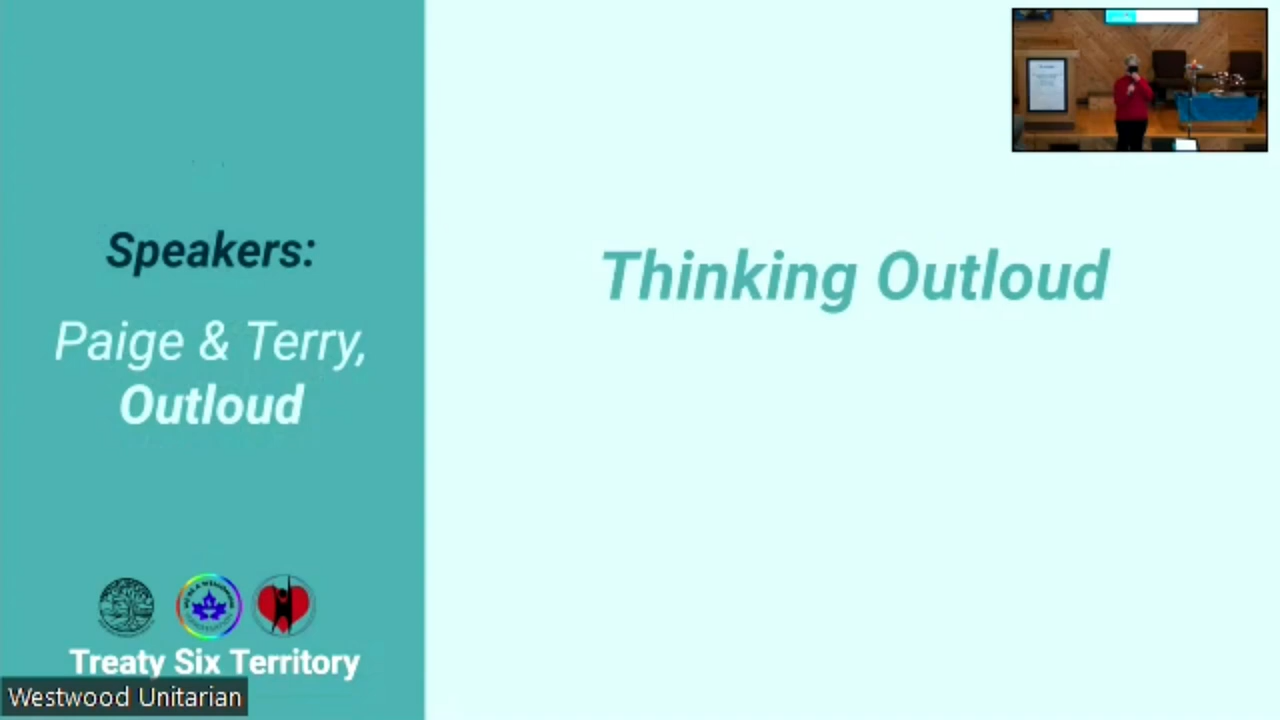 Speakers:
Paige & Terry,
Outloud
Treaty Six Territory
Westwood Unitarian
Thinking Outloud